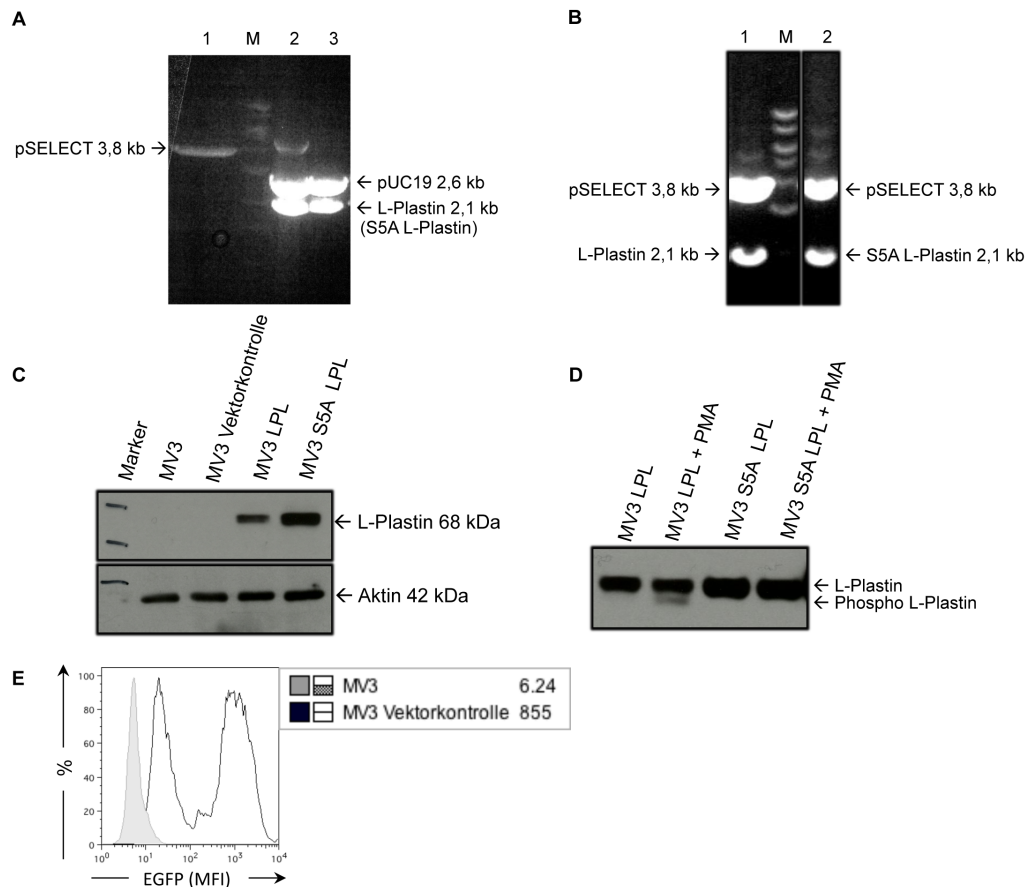 A
1 M 2 3
pSELECT 3,8 kb →
← pUC19 2,6 kb
← L-Plastin 2,1 kb
(S5A L-Plastin)
B
1 M 2
pSELECT 3,8 kb →
← pSELECT 3,8 kb
L-Plastin 2,1 kb →
← S5A L-Plastin 2,1 kb
C
Marker
MV3
MV3 Vektorkontrolle
MV3 LPL
MV3 S5A LPL
← L-Plastin 68 kDa
← Aktin 42 kDa
D
MV3 LPL
MV3 LPL + PMA
MV3 S5A LPL
MV3 S5A LPL + PMA
← L-Plastin
← Phospho L-Plastin
E
%
100
80
60
40
20
0
10⁰ 10¹ 10² 10³ 10⁴
EGFP (MFI)
MV3 6.24
MV3 Vektorkontrolle 855